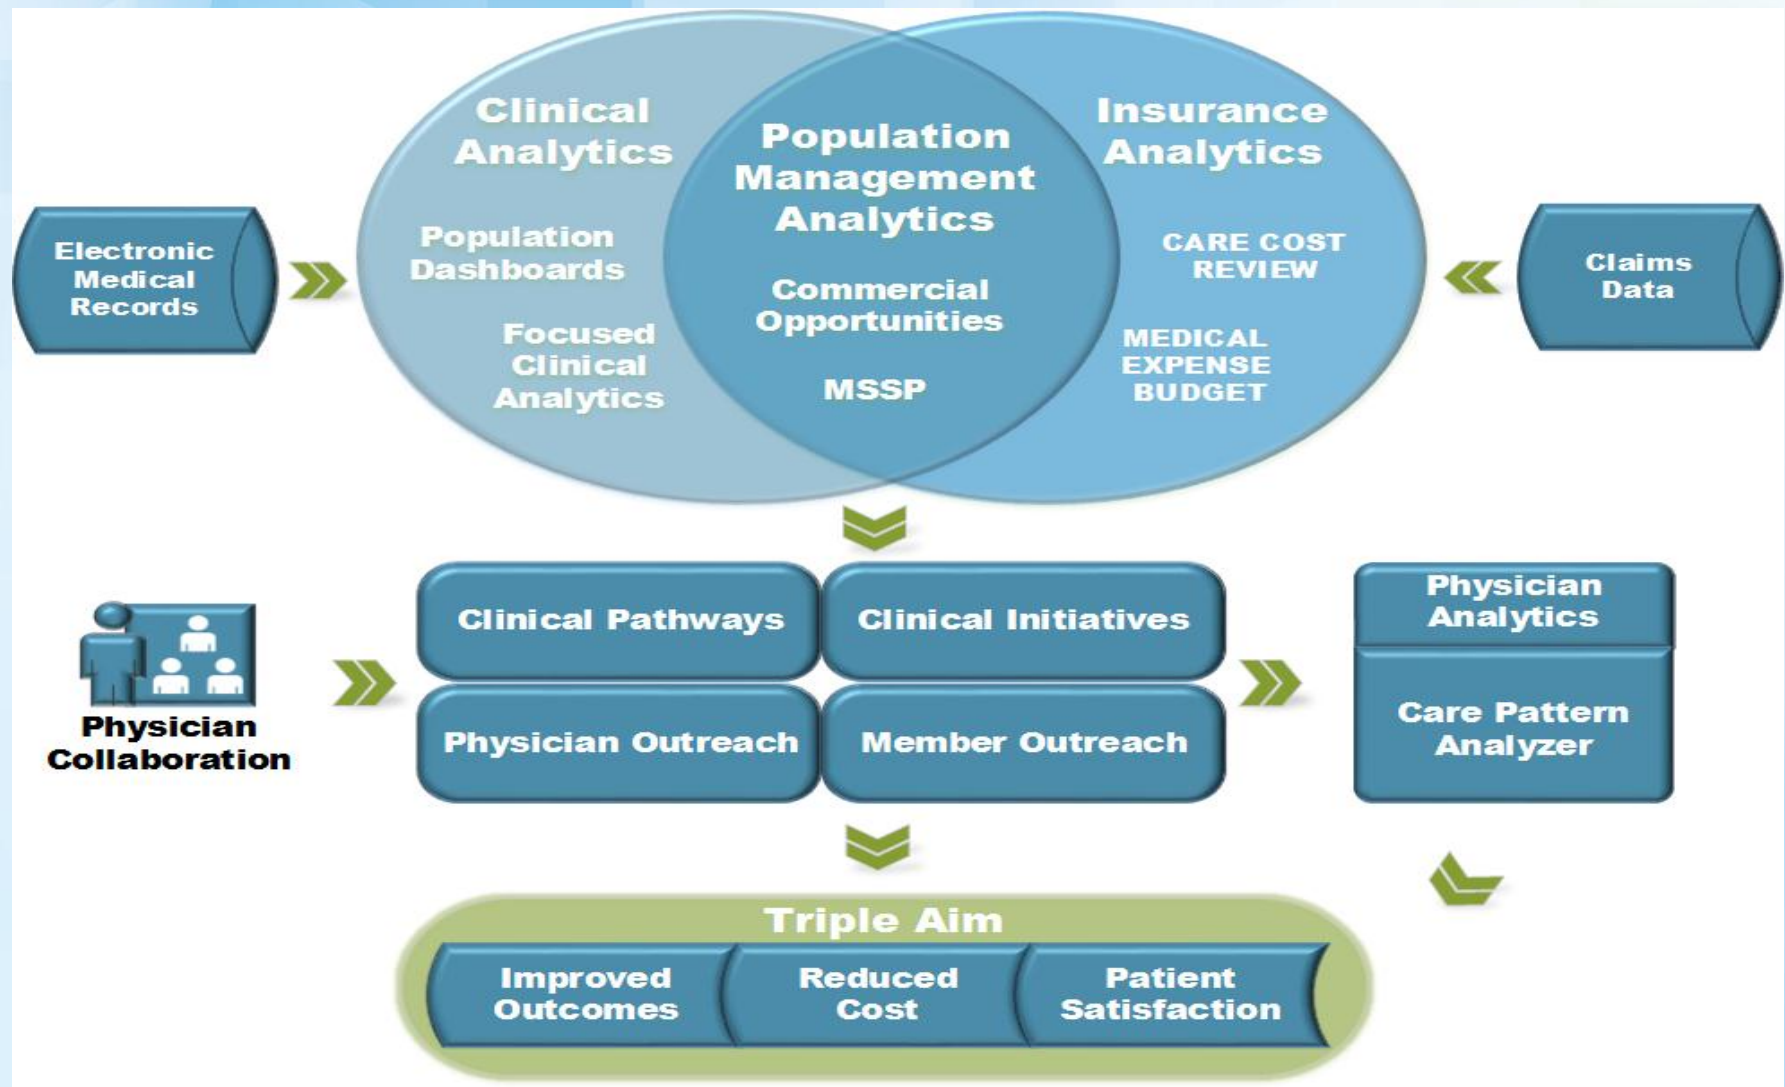 Clinical
Analytics
Population
Dashboards
Focused
Clinical
Analytics
Population
Management
Analytics
Commercial
Opportunities
MSSP
Insurance
Analytics
CARE COST
REVIEW
MEDICAL
EXPENSE
BUDGET
Electronic
Medical
Records
Claims
Data
Physician
Collaboration
Clinical Pathways
Clinical Initiatives
Physician Outreach
Member Outreach
Physician
Analytics
Care Pattern
Analyzer
Triple Aim
Improved
Outcomes
Reduced
Cost
Patient
Satisfaction